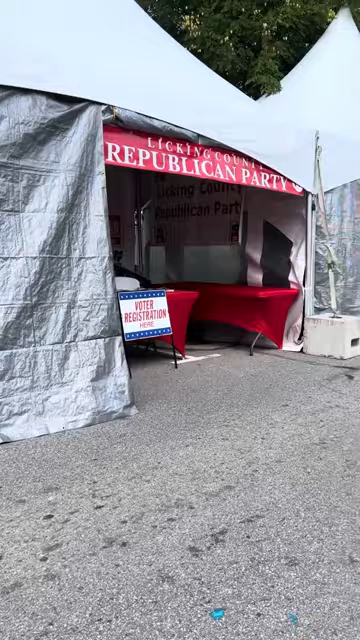 LICKING COUNTY
REPUBLICAN PARTY
Licking County
Republican Party
VOTER
REGISTRATION
HERE